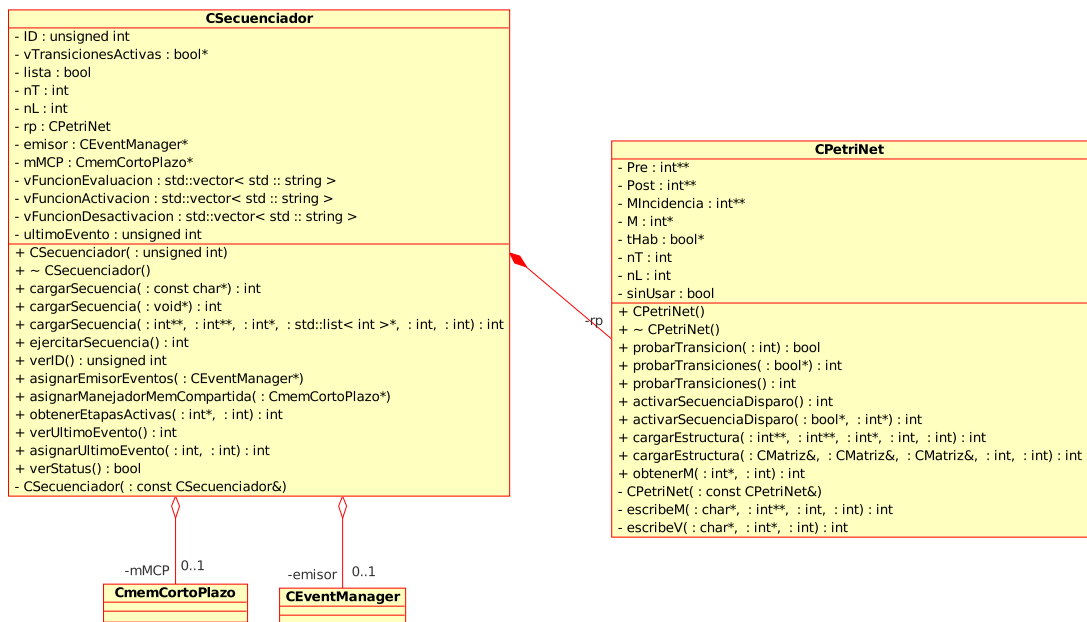 CSecuenciador
- ID : unsigned int
- vTransicionesActivas : bool*
- lista : bool
- nT : int
- nL : int
- rp : CPetriNet
- emisor : CEventManager*
- mMCP : CmemCortoPlazo*
- vFuncionEvaluacion : std::vector< std :: string >
- vFuncionActivacion : std::vector< std :: string >
- vFuncionDesactivacion : std::vector< std :: string >
- ultimoEvento : unsigned int
+ CSecuenciador( : unsigned int)
+ ~ CSecuenciador()
+ cargarSecuencia( : const char*) : int
+ cargarSecuencia( : void*) : int
+ cargarSecuencia( : int**,  : int**,  : int*,  : std::list< int >*,  : int,  : int) : int
+ ejercitarSecuencia() : int
+ verID() : unsigned int
+ asignarEmisorEventos( : CEventManager*)
+ asignarManejadorMemCompartida( : CmemCortoPlazo*)
+ obtenerEtapasActivas( : int*,  : int) : int
+ verUltimoEvento() : int
+ asignarUltimoEvento( : int,  : int) : int
+ verStatus() : bool
- CSecuenciador( : const CSecuenciador&)
-rp
CPetriNet
- Pre : int**
- Post : int**
- MIncidencia : int**
- M : int*
- tHab : bool*
- nT : int
- nL : int
- sinUsar : bool
+ CPetriNet()
+ ~ CPetriNet()
+ probarTransicion( : int) : bool
+ probarTransiciones( : bool*) : int
+ probarTransiciones() : int
+ activarSecuenciaDisparo() : int
+ activarSecuenciaDisparo( : bool*,  : int*) : int
+ cargarEstructura( : int**,  : int**,  : int*,  : int,  : int) : int
+ cargarEstructura( : CMatriz&,  : CMatriz&,  : CMatriz&,  : int,  : int) : int
+ obtenerM( : int*,  : int) : int
- CPetriNet( : const CPetriNet&)
- escribeM( : char*,  : int**,  : int,  : int) : int
- escribeV( : char*,  : int*,  : int) : int
-mMCP 0..1
-emisor 0..1
CmemCortoPlazo
CEventManager